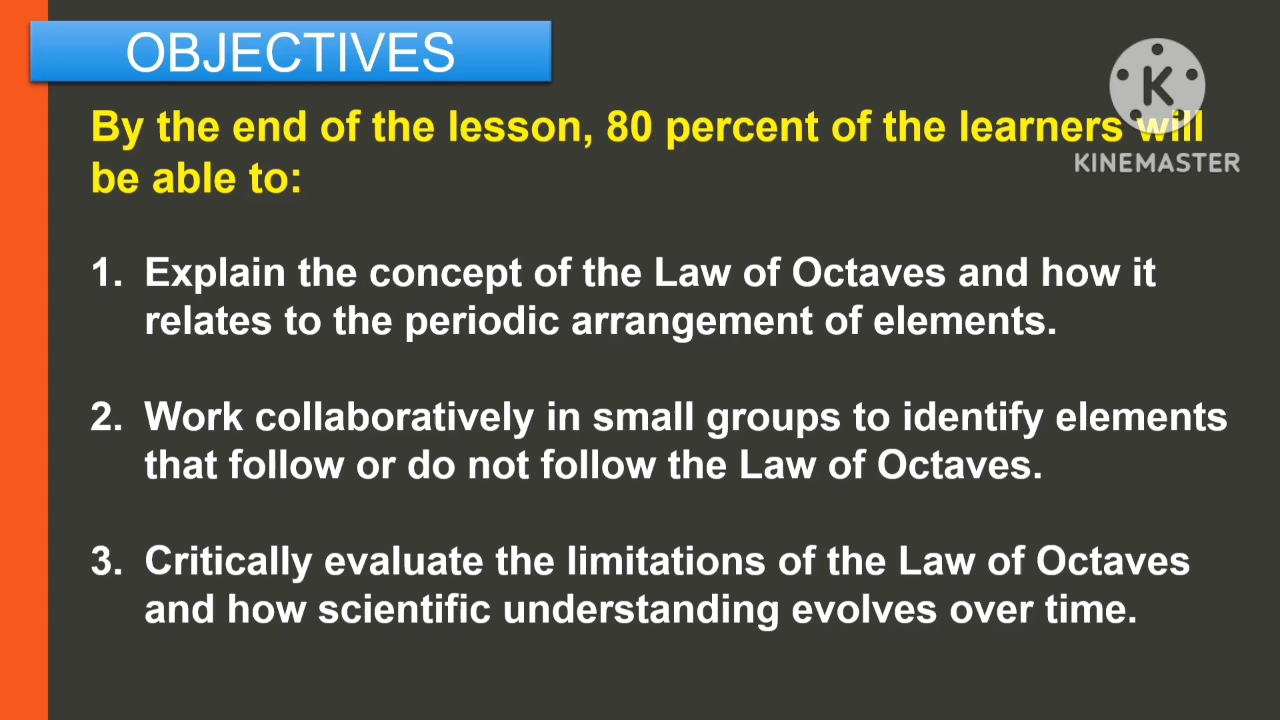 OBJECTIVES
By the end of the lesson, 80 percent of the learners will
be able to:
K
KINEMASTER
1. Explain the concept of the Law of Octaves and how it
relates to the periodic arrangement of elements.
2. Work collaboratively in small groups to identify elements
that follow or do not follow the Law of Octaves.
3. Critically evaluate the limitations of the Law of Octaves
and how scientific understanding evolves over time.